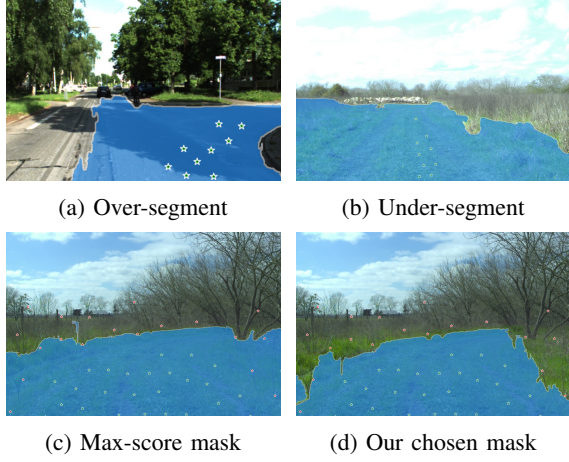 (a) Over-segment
(b) Under-segment
(c) Max-score mask
(d) Our chosen mask